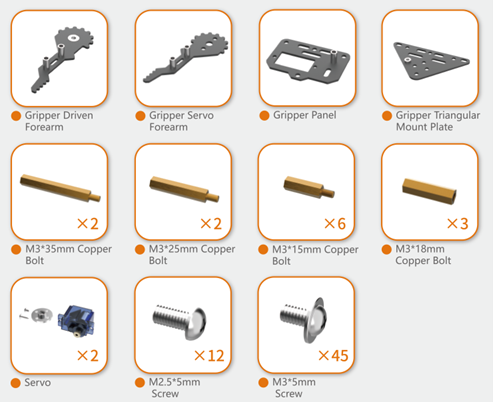 Gripper Driven
Forearm
Gripper Servo
Forearm
Gripper Panel
Gripper Triangular
Mount Plate
×2
M3*35mm Copper
Bolt
×2
M3*25mm Copper
Bolt
×6
M3*15mm Copper
Bolt
×3
M3*18mm
Copper Bolt
×2
Servo
×12
M2.5*5mm
Screw
×45
M3*5mm
Screw